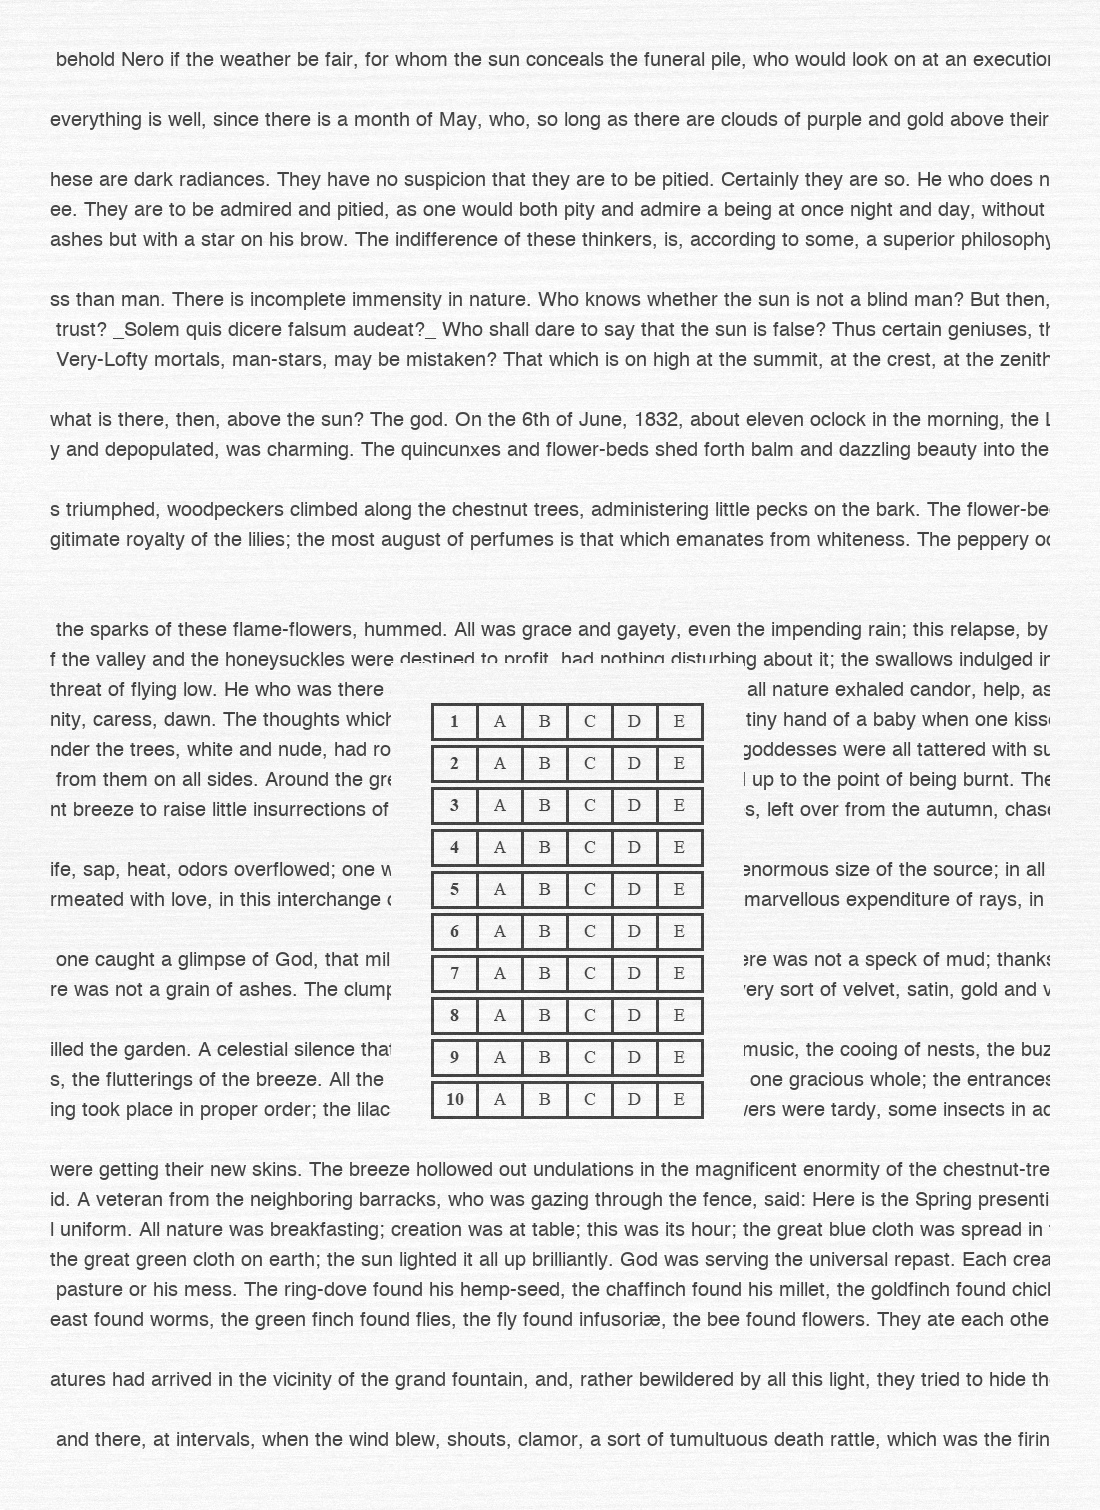 behold Nero if the weather be fair, for whom the sun conceals the funeral pile, who would look on at an execution
everything is well, since there is a month of May, who, so long as there are clouds of purple and gold above their
hese are dark radiances. They have no suspicion that they are to be pitied. Certainly they are so. He who does n
ee. They are to be admired and pitied, as one would both pity and admire a being at once night and day, without
ashes but with a star on his brow. The indifference of these thinkers, is, according to some, a superior philosophy
ss than man. There is incomplete immensity in nature. Who knows whether the sun is not a blind man? But then,
trust? _Solem quis dicere falsum audeat?_ Who shall dare to say that the sun is false? Thus certain geniuses, th
Very-Lofty mortals, man-stars, may be mistaken? That which is on high at the summit, at the crest, at the zenith
what is there, then, above the sun? The god. On the 6th of June, 1832, about eleven oclock in the morning, the L
y and depopulated, was charming. The quincunxes and flower-beds shed forth balm and dazzling beauty into the
s triumphed, woodpeckers climbed along the chestnut trees, administering little pecks on the bark. The flower-be
gitimate royalty of the lilies; the most august of perfumes is that which emanates from whiteness. The peppery
the sparks of these flame-flowers, hummed. All was grace and gayety, even the impending rain; this relapse, by
f the valley and the honeysuckles were destined to profit, had nothing disturbing about it; the swallows indulged in
threat of flying low. He who was there all nature exhaled candor, help, as
nity, caress, dawn. The thoughts which tiny hand of a baby when one
1 A B C D E
nder the trees, white and nude, had ro goddesses were all tattered with su
2 A B C D E
from them on all sides. Around the gre up to the point of being burnt. The
nt breeze to raise little insurrections of s, left over from the autumn,
3 A B C D E
4 A B C D E
ife, sap, heat, odors overflowed; one enormous size of the source; in all
5 A B C D E
rmeated with love, in this interchange marvellous expenditure of rays, in
6 A B C D E
one caught a glimpse of God, that mil ere was not a speck of mud; thanks
7 A B C D E
re was not a grain of ashes. The clump very sort of velvet, satin, gold and
8 A B C D E
illed the garden. A celestial silence that music, the cooing of nests, the buz
9 A B C D E
s, the flutterings of the breeze. All the one gracious whole; the entrances
10 A B C D E
ing took place in proper order; the lilac were tardy, some insects in
were getting their new skins. The breeze hollowed out undulations in the magnificent enormity of the chestnut-tre
id. A veteran from the neighboring barracks, who was gazing through the fence, said: Here is the Spring presenti
l uniform. All nature was breakfasting; creation was at table; this was its hour; the great blue cloth was spread in
the great green cloth on earth; the sun lighted it all up brilliantly. God was serving the universal repast. Each crea
pasture or his mess. The ring-dove found his hemp-seed, the chaffinch found his millet, the goldfinch found
east found worms, the green finch found flies, the fly found infusoriæ, the bee found flowers. They ate each othe
atures had arrived in the vicinity of the grand fountain, and, rather bewildered by all this light, they tried to hide th
and there, at intervals, when the wind blew, shouts, clamor, a sort of tumultuous death rattle, which was the firin